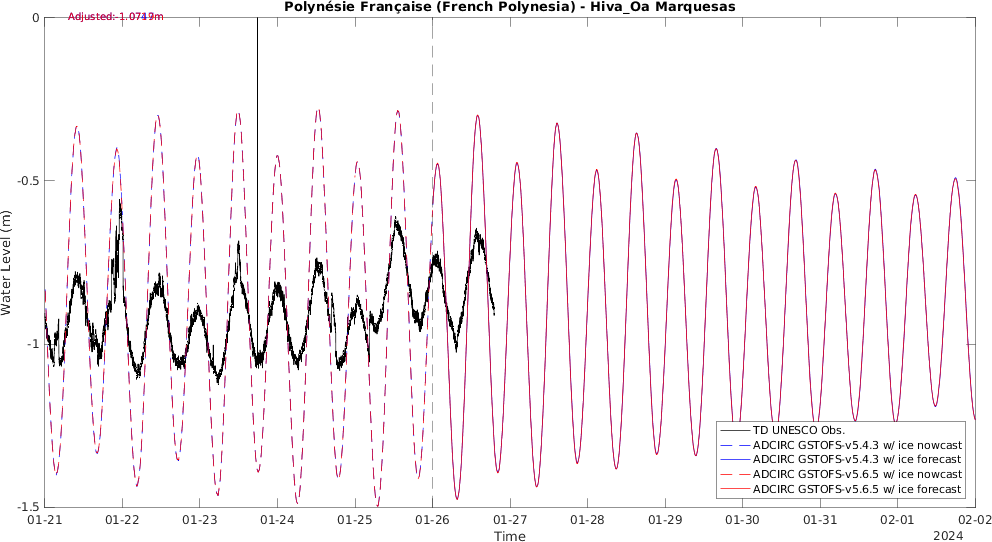 Polynésie Française (French Polynesia) - Hiva_Oa Marquesas
Water Level (m)
0
-0.5
-1
-1.5
01-21
01-22
01-23
01-24
01-25
01-26
01-27
01-28
01-29
01-30
01-31
02-01
02-02
Time
2024
TD UNESCO Obs.
ADCIRC GSTOFS-v5.4.3 w/ ice nowcast
ADCIRC GSTOFS-v5.4.3 w/ ice forecast
ADCIRC GSTOFS-v5.6.5 w/ ice nowcast
ADCIRC GSTOFS-v5.6.5 w/ ice forecast
Adjusted: